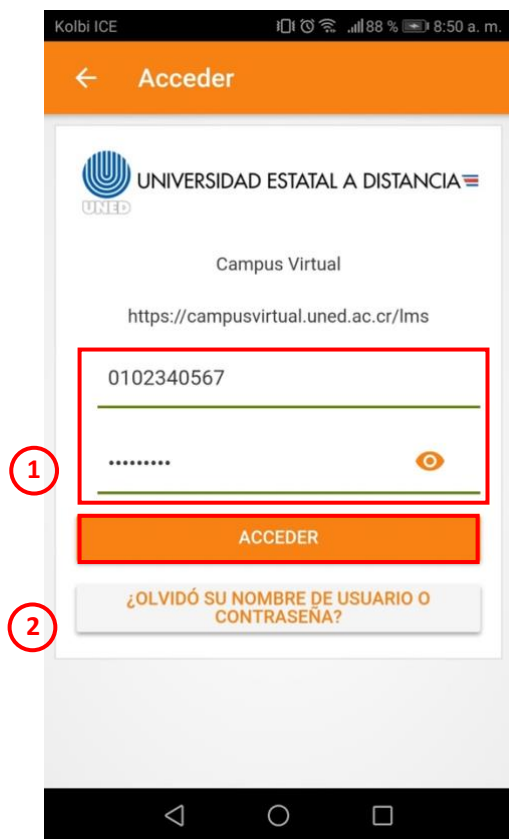 Kolbi ICE 88 % 8:50 a. m.
Acceder
UNIVERSIDAD ESTATAL A DISTANCIA
UNED
Campus Virtual
https://campusvirtual.uned.ac.cr/lms
0102340567
•••••••••
1
ACCEDER
¿OLVIDÓ SU NOMBRE DE USUARIO O
CONTRASEÑA?
2